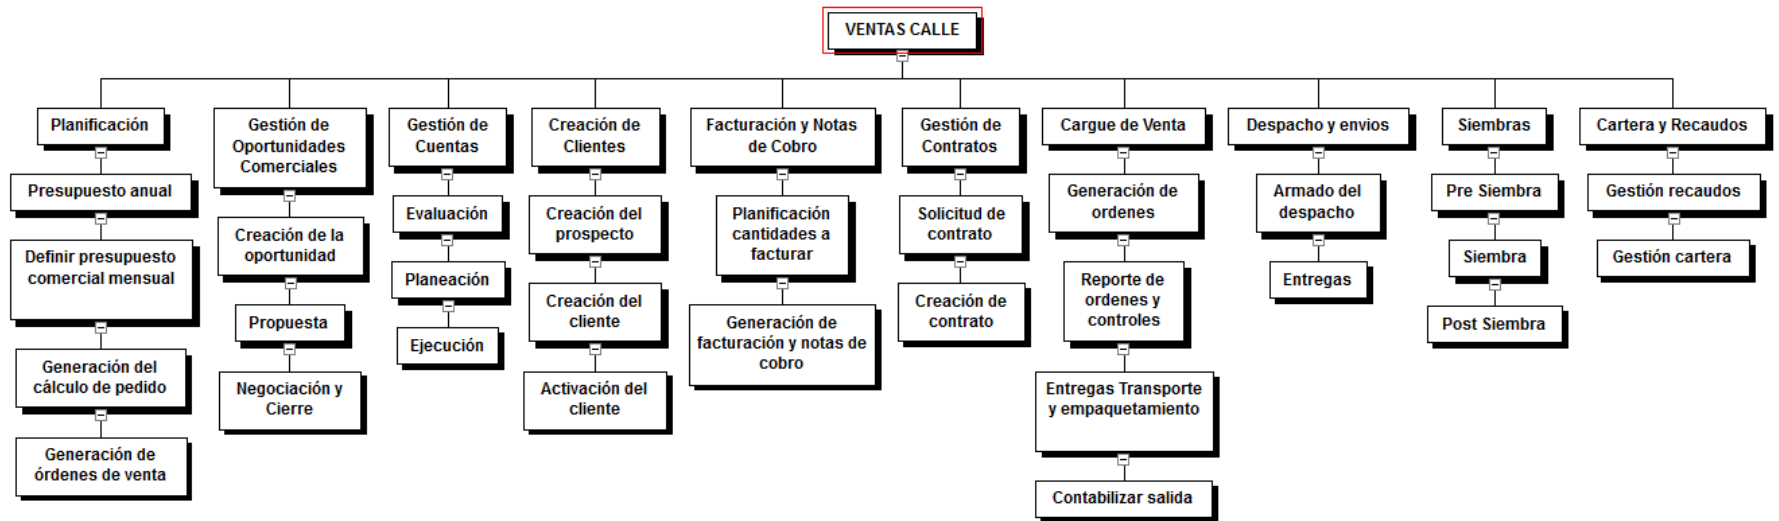 VENTAS CALLE
Planificación
Presupuesto anual
Definir presupuesto
comercial mensual
Generación del
cálculo de pedido
Generación de
órdenes de venta
Gestión de
Oportunidades
Comerciales
Creación de la
oportunidad
Propuesta
Negociación y
Cierre
Gestión de
Cuentas
Evaluación
Planeación
Ejecución
Creación de
Clientes
Creación del
prospecto
Creación del
cliente
Activación del
cliente
Facturación y Notas
de Cobro
Planificación
cantidades a
facturar
Generación de
facturación y notas de
cobro
Gestión de
Contratos
Solicitud de
contrato
Creación de
contrato
Cargue de Venta
Generación de
ordenes
Reporte de
ordenes y
controles
Entregas Transporte
y empaquetamiento
Contabilizar salida
Despacho y envios
Armado del
despacho
Entregas
Siembras
Pre Siembra
Siembra
Post Siembra
Cartera y Recaudos
Gestión recaudos
Gestión cartera